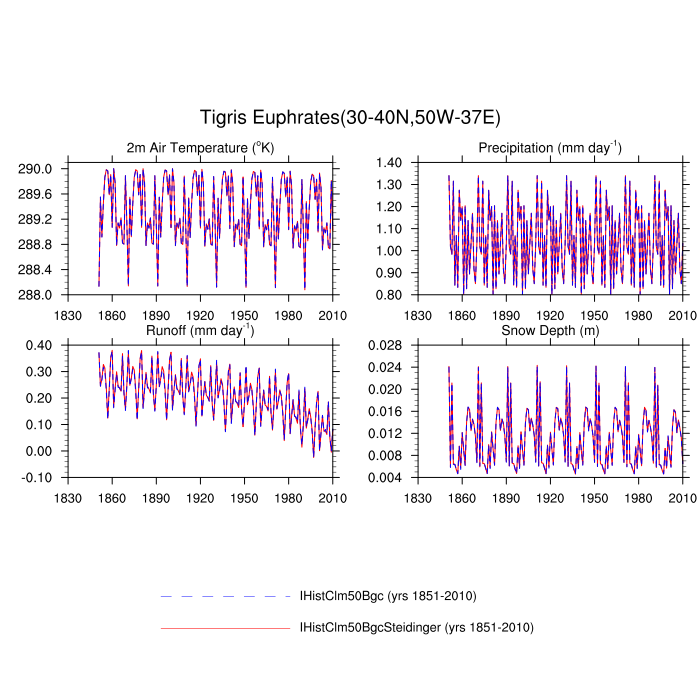 Tigris Euphrates(30-40N,50W-37E)
2m Air Temperature (°K)
290.0
289.6
289.2
288.8
288.4
288.0
1830 1860 1890 1920 1950 1980 2010
Precipitation (mm day-1)
1.40
1.30
1.20
1.10
1.00
0.90
0.80
1830 1860 1890 1920 1950 1980 2010
Runoff (mm day-1)
0.40
0.30
0.20
0.10
0.00
-0.10
1830 1860 1890 1920 1950 1980 2010
Snow Depth (m)
0.028
0.024
0.020
0.016
0.012
0.008
0.004
1830 1860 1890 1920 1950 1980 2010
IHistClm50Bgc (yrs 1851-2010)
IHistClm50BgcSteidinger (yrs 1851-2010)